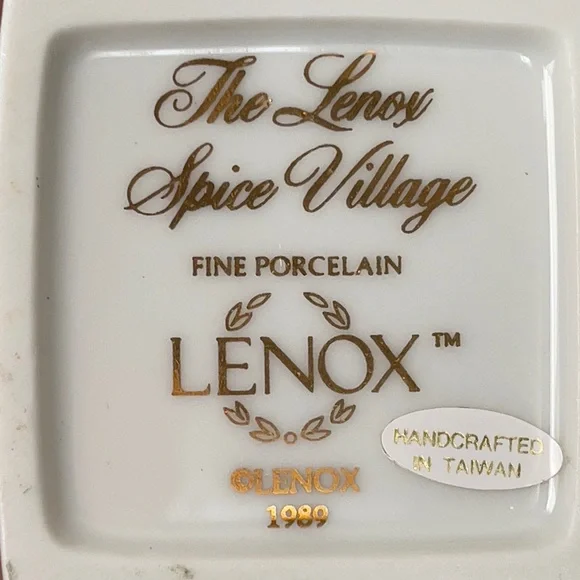 The Lenox
Spice Village
FINE PORCELAIN
LENOX™
HANDCRAFTED
IN TAIWAN
©LENOX
1989